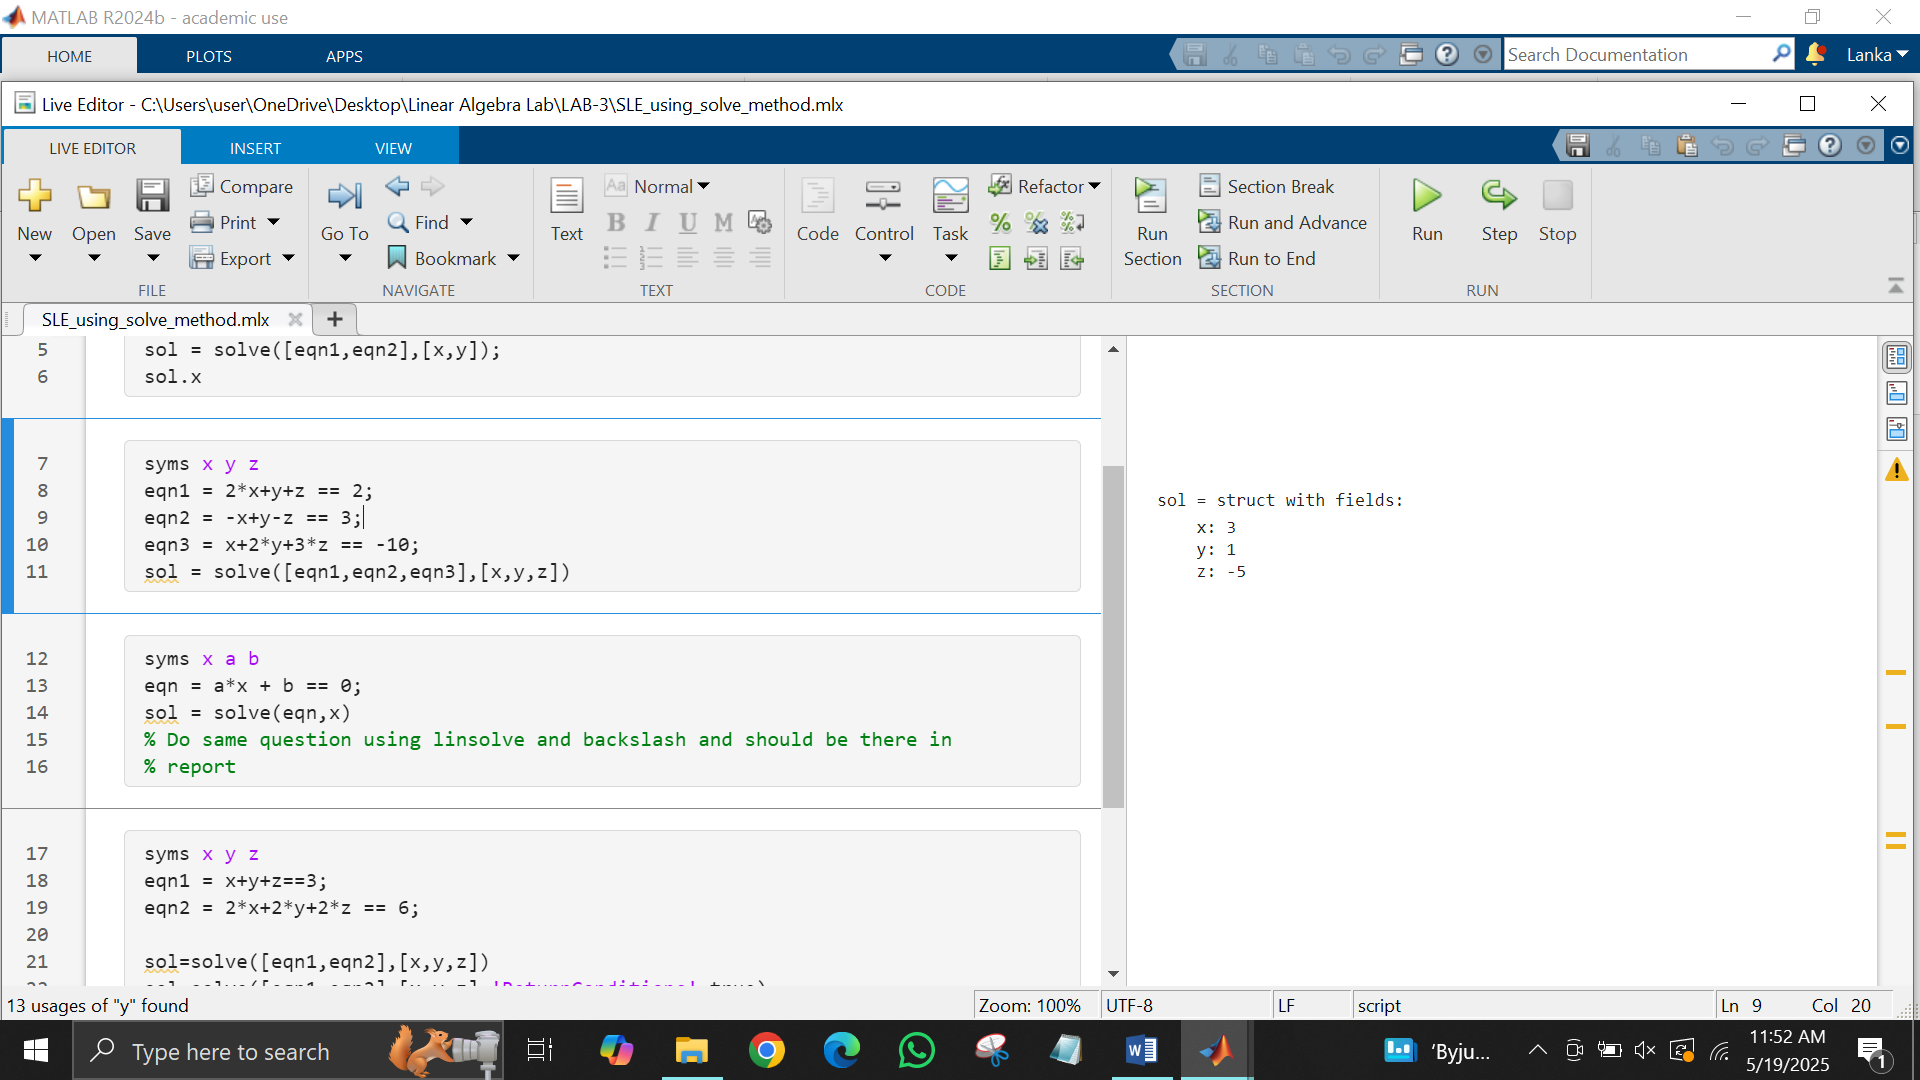 MATLAB R2024b - academic use
HOME PLOTS APPS
Search Documentation
Lanka
Live Editor - C:\Users\user\OneDrive\Desktop\Linear Algebra Lab\LAB-3\SLE_using_solve_method.mlx
LIVE EDITOR INSERT VIEW
New
Open
Save
Compare
Print
Export
FILE
Go To
Find
Bookmark
NAVIGATE
Text
Aa Normal
B I U M
TEXT
Code
Control
Task
Refactor
CODE
Run Section
Section Break
Run and Advance
Run to End
SECTION
Run
Step
Stop
RUN
SLE_using_solve_method.mlx
5 sol = solve([eqn1,eqn2],[x,y]);
6 sol.x
7 syms x y z
8 eqn1 = 2*x+y+z == 2;
9 eqn2 = -x+y-z == 3;
10 eqn3 = x+2*y+3*z == -10;
11 sol = solve([eqn1,eqn2,eqn3],[x,y,z])
12 syms x a b
13 eqn = a*x + b == 0;
14 sol = solve(eqn,x)
15 % Do same question using linsolve and backslash and should be there in
16 % report
17 syms x y z
18 eqn1 = x+y+z==3;
19 eqn2 = 2*x+2*y+2*z == 6;
20
21 sol=solve([eqn1,eqn2],[x,y,z])
sol = struct with fields:
x: 3
y: 1
z: -5
13 usages of "y" found
Zoom: 100%
UTF-8
LF
script
Ln 9 Col 20
Type here to search
'Byju...
11:52 AM
5/19/2025
1